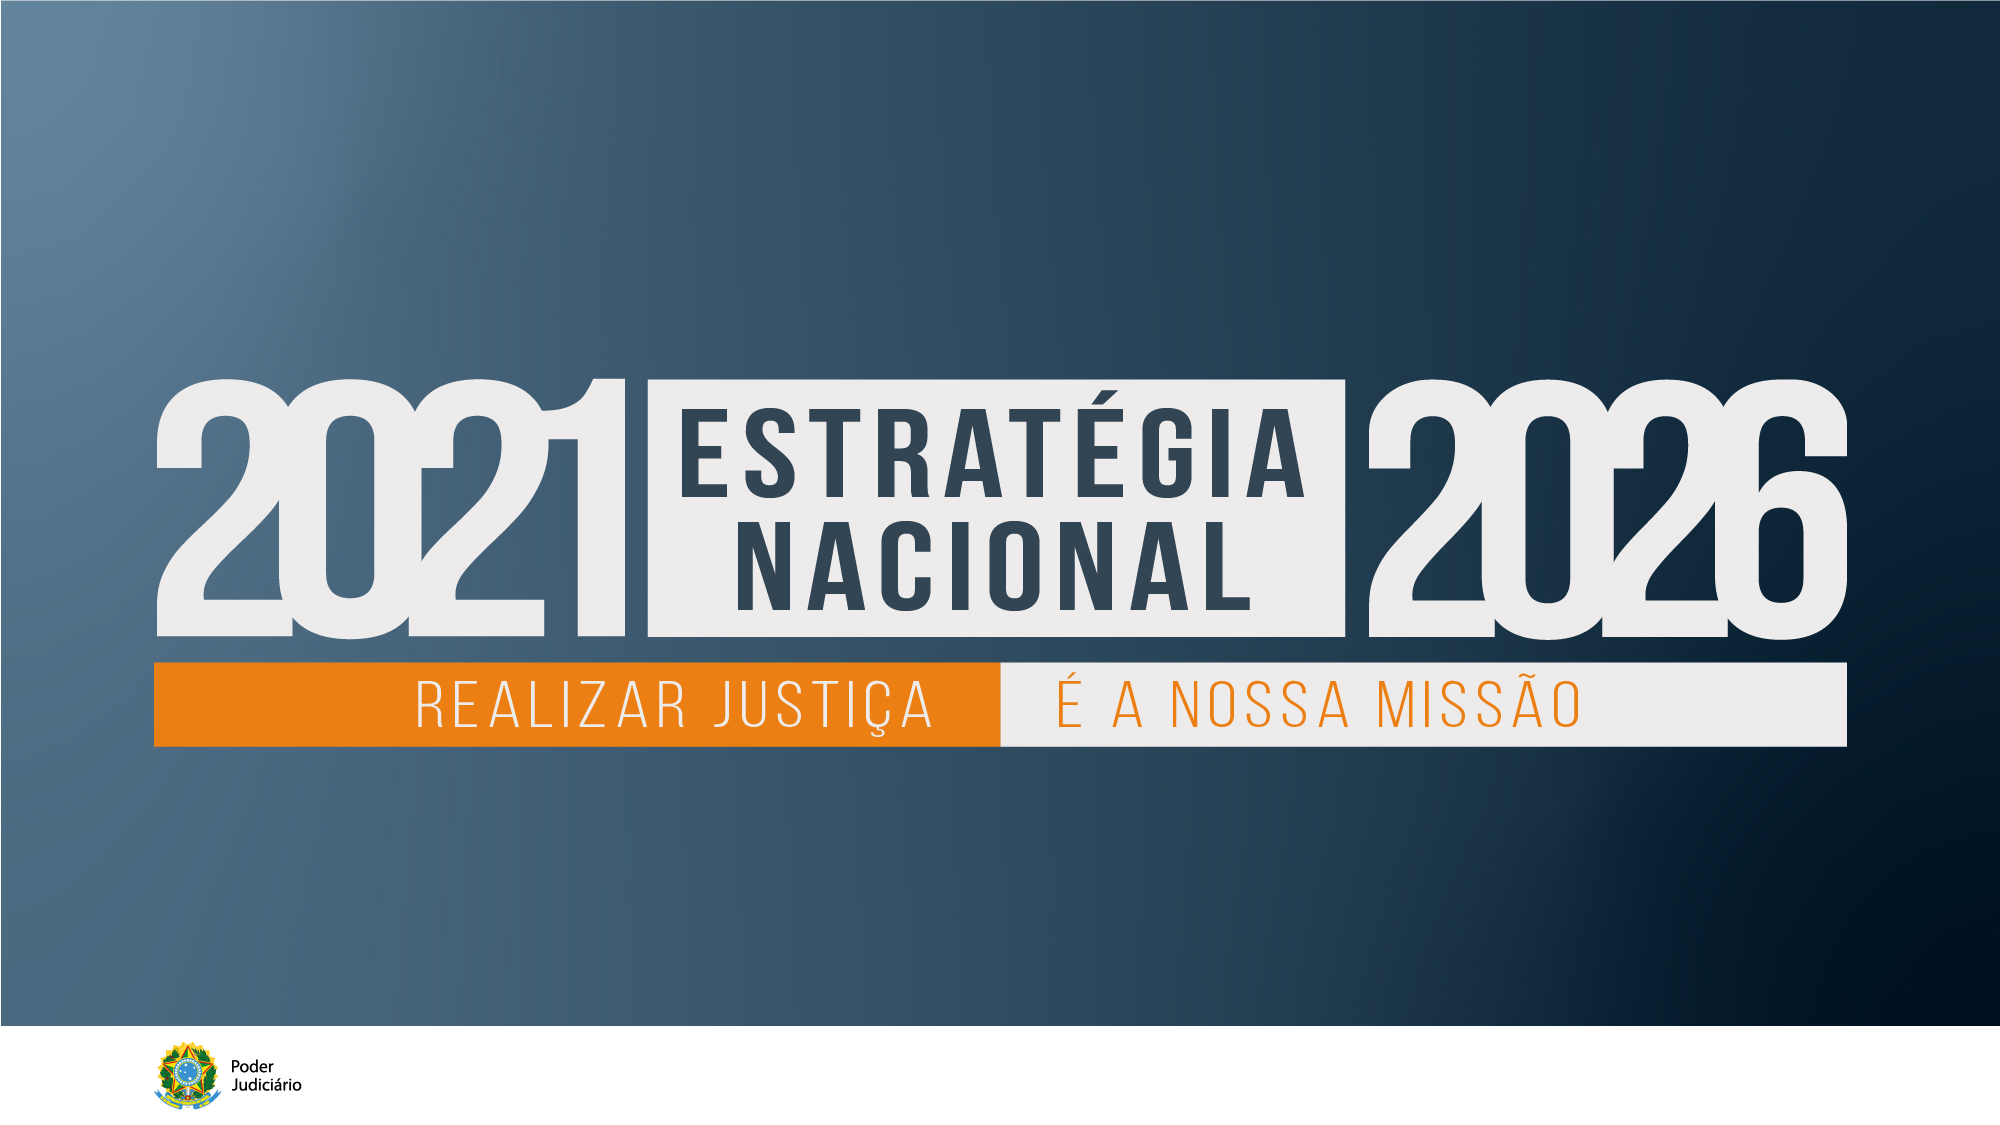 2021 ESTRATÉGIA NACIONAL 2026
REALIZAR JUSTIÇA É A NOSSA MISSÃO
Poder
Judiciário